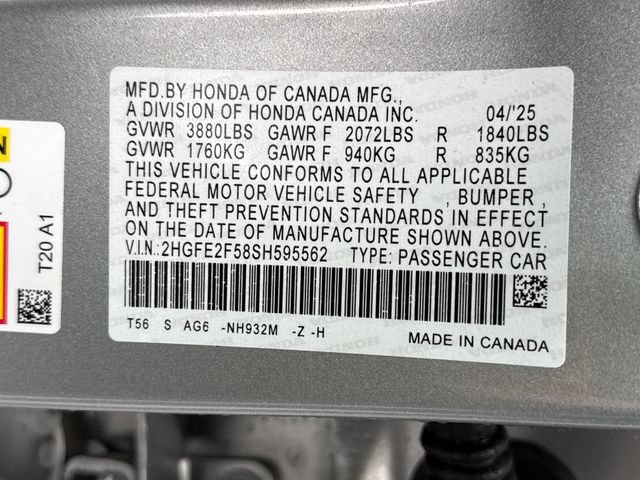 MFD.BY HONDA OF CANADA MFG.,
A DIVISION OF HONDA CANADA INC. 04/'25
GVWR 3880LBS GAWR F 2072LBS R 1840LBS
GVWR 1760KG GAWR F 940KG R 835KG
THIS VEHICLE CONFORMS TO ALL APPLICABLE
FEDERAL MOTOR VEHICLE SAFETY , BUMPER ,
AND THEFT PREVENTION STANDARDS IN EFFECT
ON THE DATE OF MANUFACTURE SHOWN ABOVE.
V.I.N.: 2HGFE2F58SH595562 TYPE: PASSENGER CAR
T56 S AG6 -NH932M -Z -H
MADE IN CANADA
T20 A1